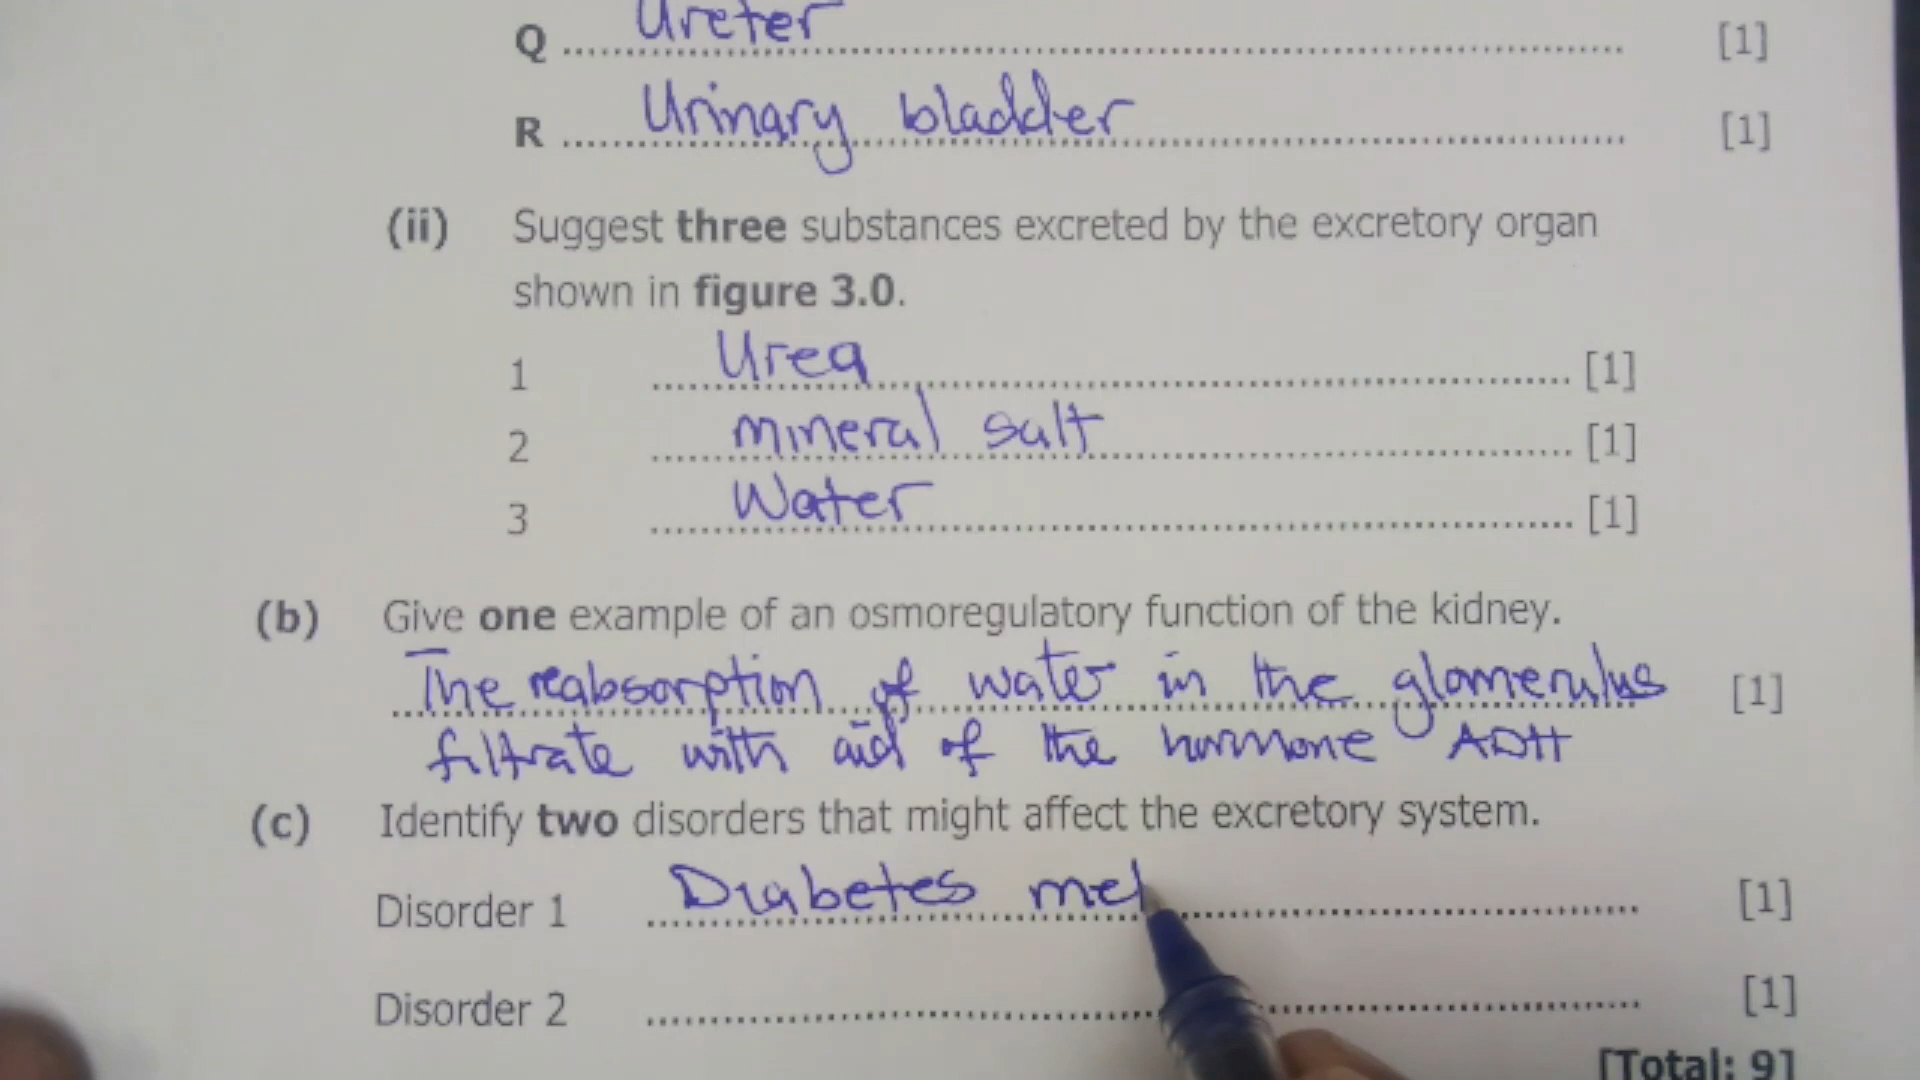 Q Ureter [1]
R Urinary bladder [1]
(ii) Suggest three substances excreted by the excretory organ
shown in figure 3.0.
1 Urea [1]
2 mineral salt [1]
3 Water [1]
(b) Give one example of an osmoregulatory function of the kidney.
The reabsorption of water in the glomerulus [1]
filtrate with aid of the hormone ADH
(c) Identify two disorders that might affect the excretory system.
Disorder 1 Diabetes mel [1]
Disorder 2 [1]
[Total: 9]